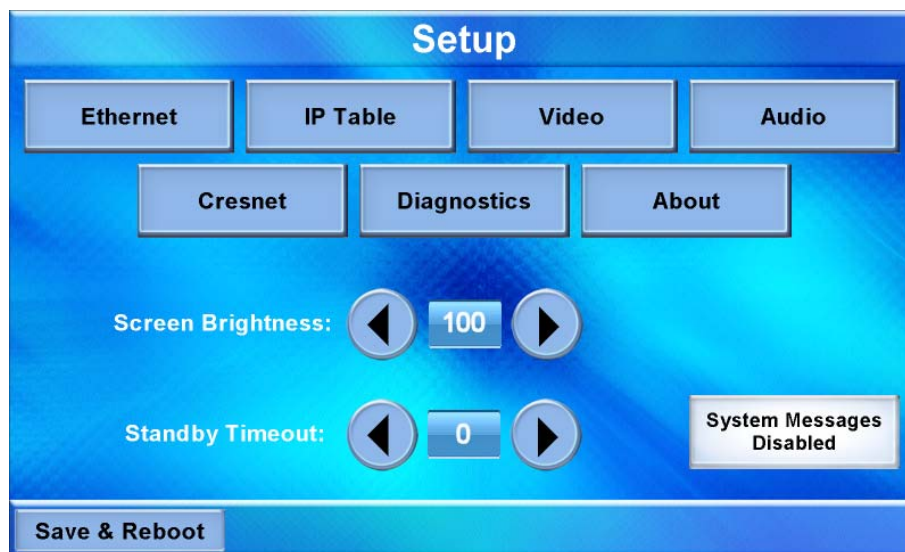 Setup
Ethernet
IP Table
Video
Audio
Cresnet
Diagnostics
About
Screen Brightness:
100
Standby Timeout:
0
System Messages
Disabled
Save & Reboot